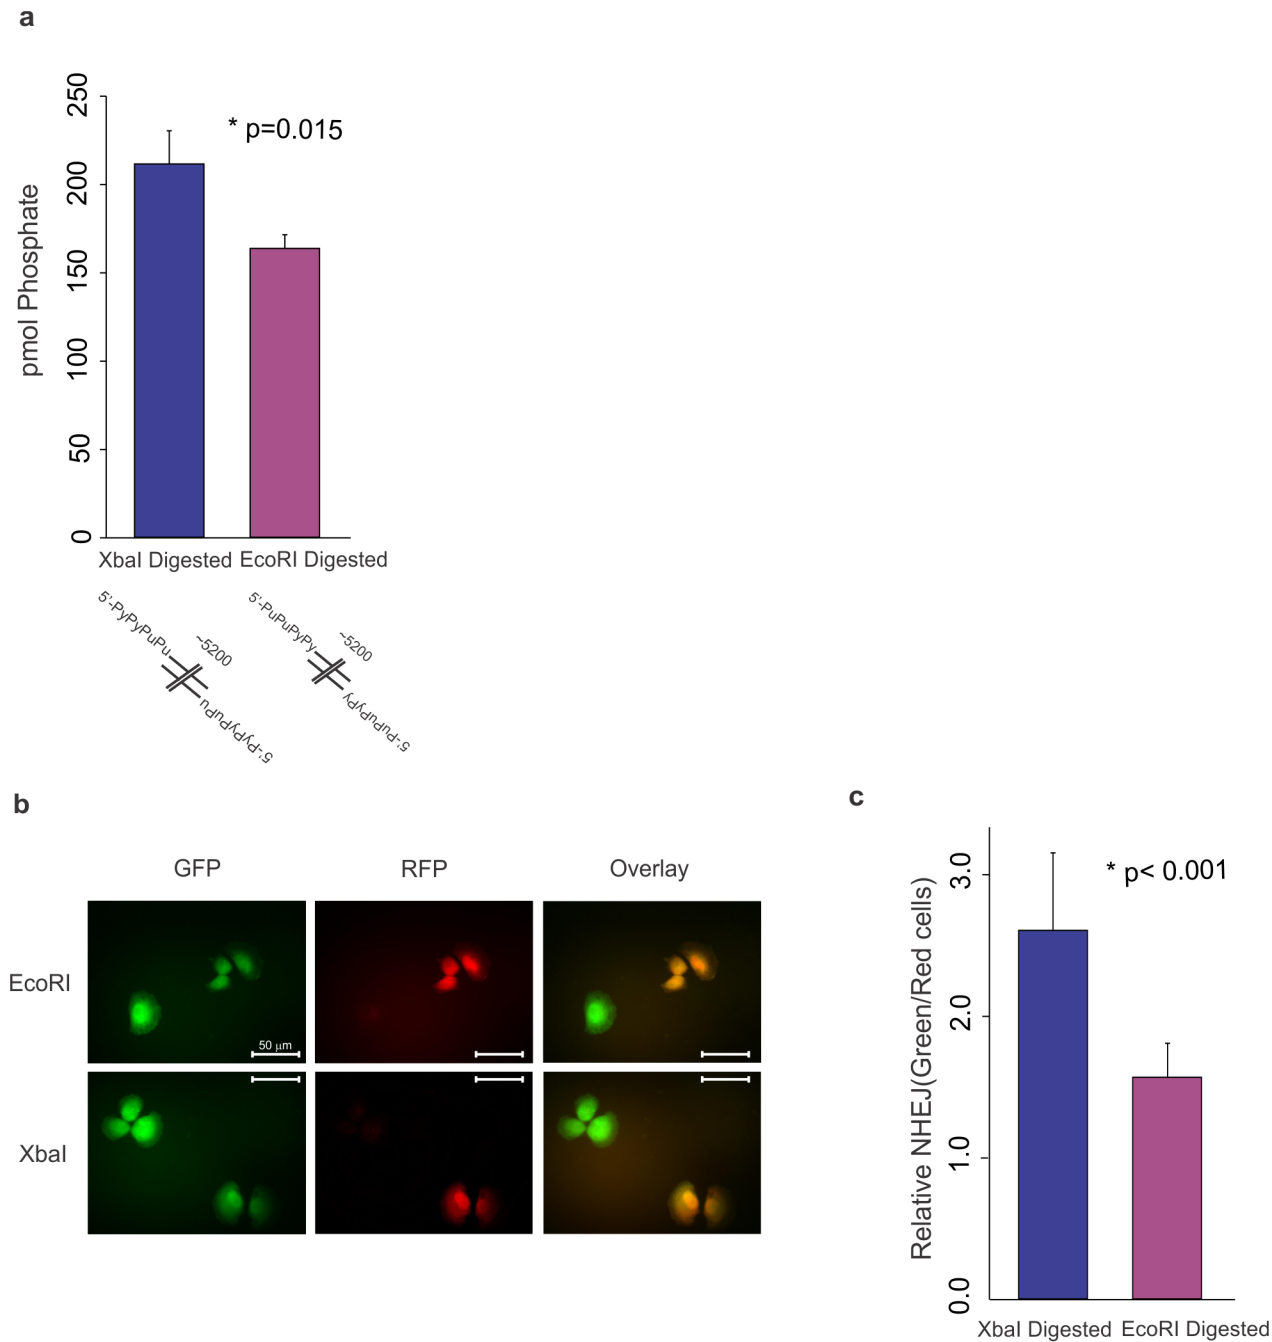 a
250
200
150
100
50
0
pmol Phosphate
* p=0.015
XbaI Digested EcoRI Digested
5'-PyPyPuPu
~5200
5'-PyPyPuPu
5'-PuPuPyPy
~5200
5'-PuPuPyPy
b
GFP RFP Overlay
EcoRI
50 µm
XbaI
c
3.0
2.0
1.0
0.0
Relative NHEJ(Green/Red cells)
* p< 0.001
XbaI Digested EcoRI Digested